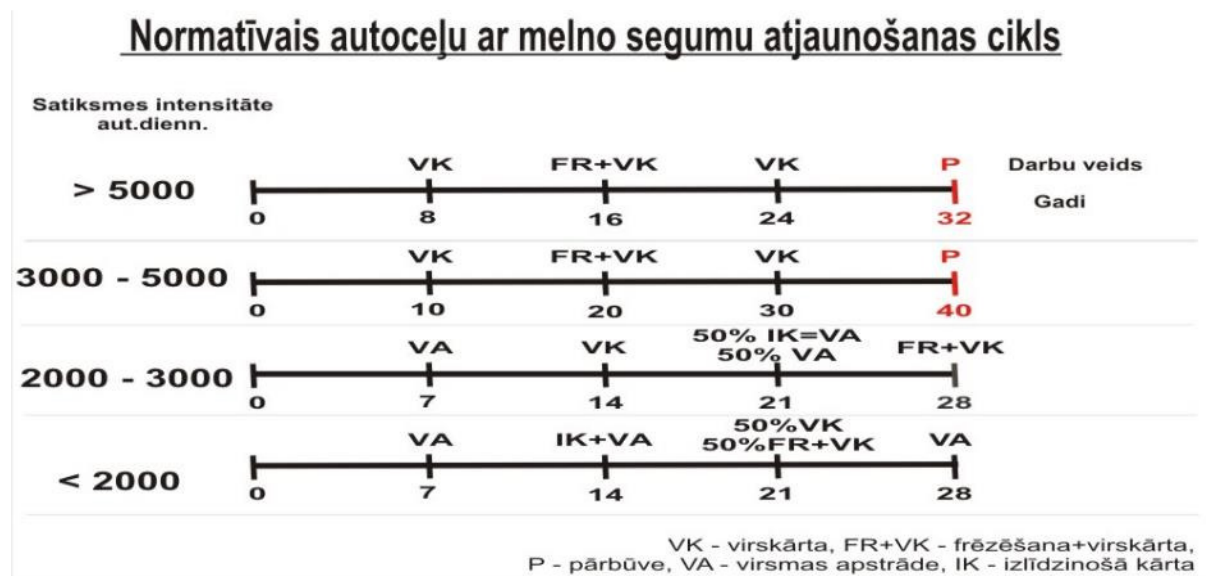 Normatīvais autoceļu ar melno segumu atjaunošanas cikls
Satiksmes intensitāte
aut.dienn.
VK FR+VK VK P Darbu veids
> 5000
0 8 16 24 32 Gadi
VK FR+VK VK P
3000 - 5000
0 10 20 30 40
VA VK 50% IK=VA FR+VK
50% VA
2000 - 3000
0 7 14 21 28
VA IK+VA 50%VK VA
50%FR+VK
< 2000
0 7 14 21 28
VK - virskārta, FR+VK - frēzēšana+virskārta,
P - pārbūve, VA - virsmas apstrāde, IK - izlīdzinošā kārta